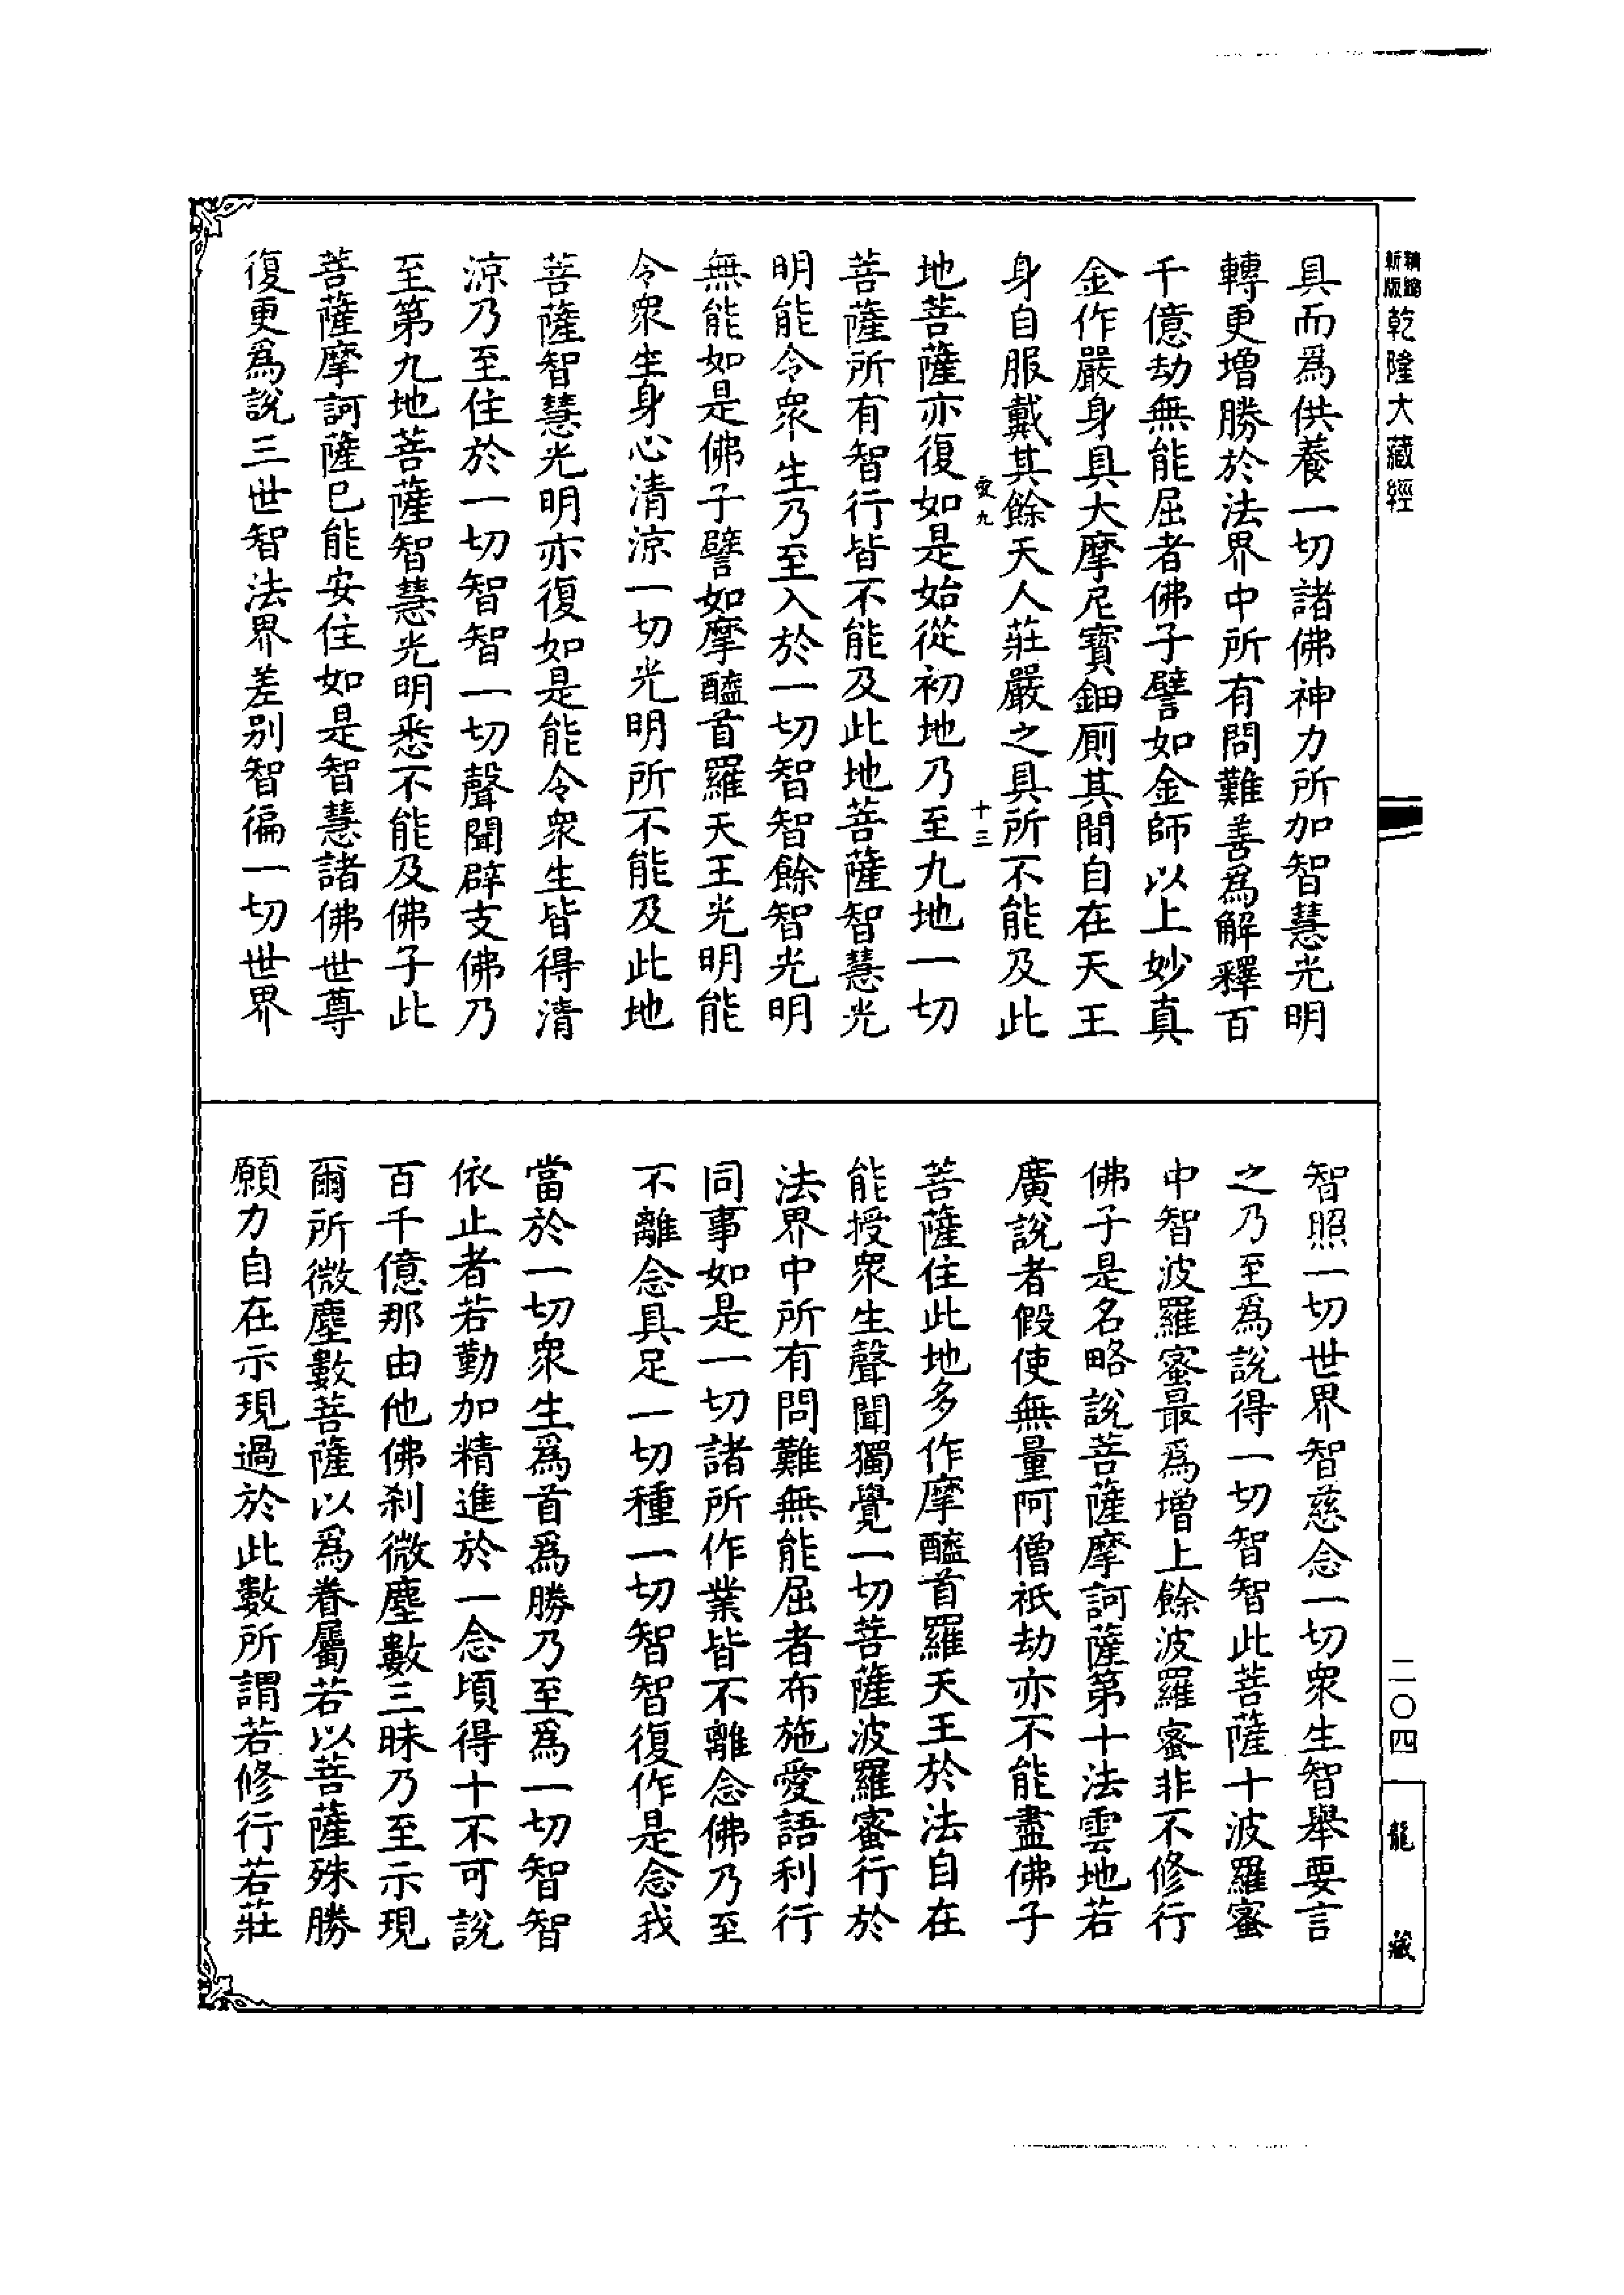 精縮
新版
乾隆大藏經
具而爲供養一切諸佛神力所加智慧光明
轉更增勝於法界中所有問難善爲解釋百
千億劫無能屈者佛子譬如金師以上妙真
金作嚴身具大摩尼寶鈿厠其間自在天王
身自服戴其餘天人莊嚴之具所不能及此
九
十三
地菩薩亦復如是始從初地乃至九地一切
菩薩所有智行皆不能及此地菩薩智慧光
明能令衆生乃至入於一切智智餘智光明
無能如是佛子譬如摩醯首羅天王光明能
令衆生身心清涼一切光明所不能及此地
菩薩智慧光明亦復如是能令衆生皆得清
涼乃至住於一切智智一切聲聞辟支佛乃
至第九地菩薩智慧光明悉不能及佛子此
菩薩摩訶薩已能安住如是智慧諸佛世尊
復更爲說三世智法界差別智徧一切世界
智照一切世界智慈念一切衆生智舉要言
之乃至爲說得一切智智此菩薩十波羅蜜
中智波羅蜜最爲增上餘波羅蜜非不修行
佛子是名略說菩薩摩訶薩第十法雲地若
廣說者假使無量阿僧祇劫亦不能盡佛子
菩薩住此地多作摩醯首羅天王於法自在
能授衆生聲聞獨覺一切菩薩波羅蜜行於
法界中所有問難無能屈者布施愛語利行
同事如是一切諸所作業皆不離念佛乃至
不離念具足一切種一切智智復作是念我
當於一切衆生爲首爲勝乃至爲一切智智
依止者若勤加精進於一念頃得十不可說
百千億那由他佛刹微塵數三昧乃至示現
爾所微塵數菩薩以爲眷屬若以菩薩殊勝
願力自在示現過於此數所謂若修行若莊
二〇四
龍藏